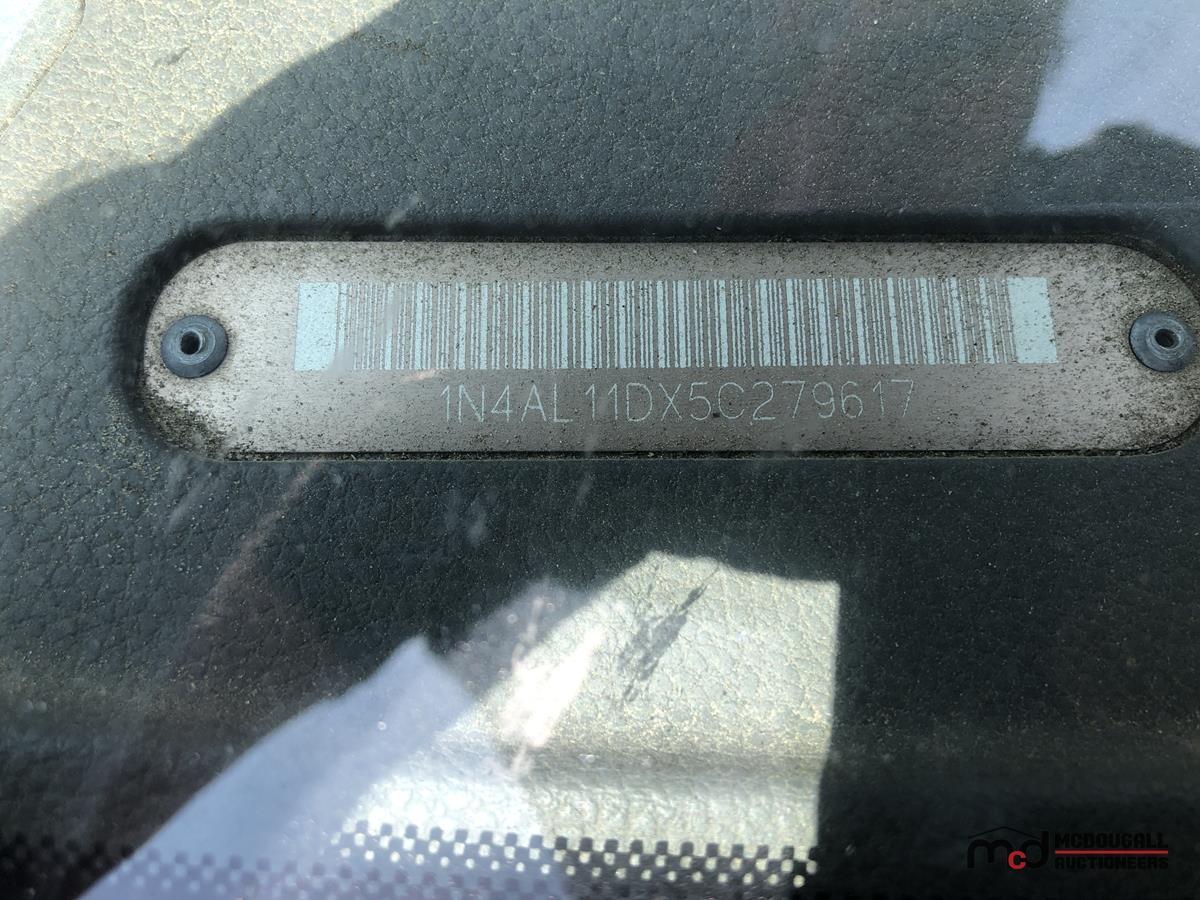 1N4AL11DX5C279617
mcd MCDOUGALL
AUCTIONEERS